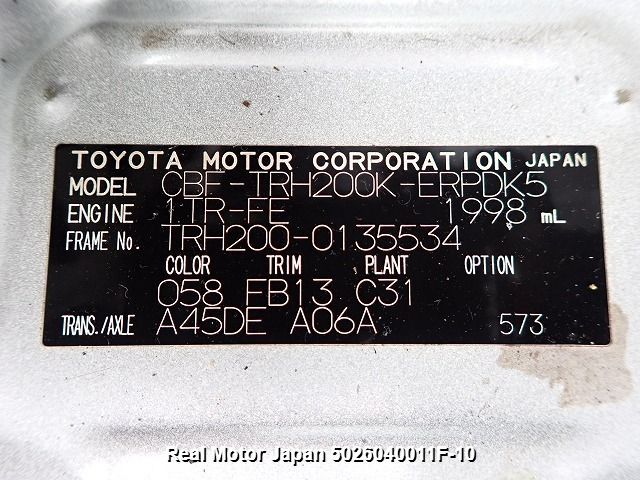 TOYOTA MOTOR CORPORATION JAPAN
MODEL CBF-TRH200K-ERPDK5
ENGINE 1TR-FE 1998 mL
FRAME No. TRH200-0135534
COLOR TRIM PLANT OPTION
058 FB13 C31
TRANS./AXLE A45DE A06A 573
Real Motor Japan 5026040011F-10